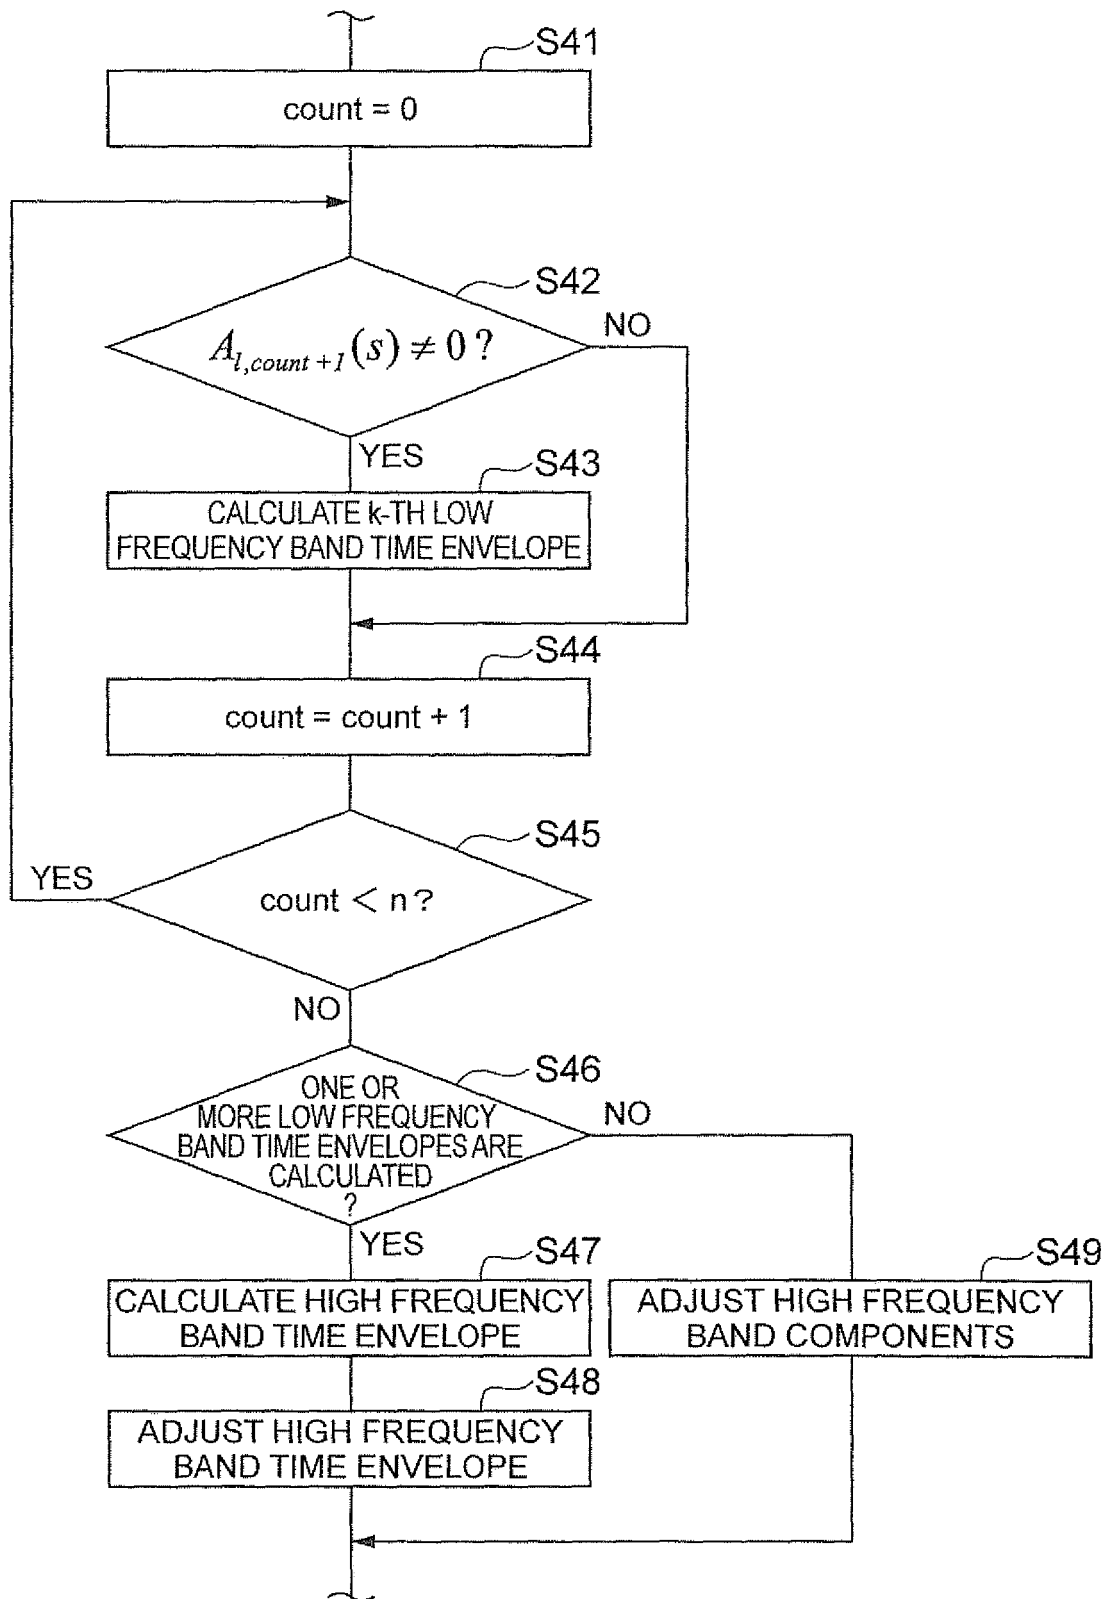 S41
count = 0
S42
A_{l,count+1}(s) ≠ 0 ?
NO
YES
S43
CALCULATE k-TH LOW
FREQUENCY BAND TIME ENVELOPE
S44
count = count + 1
S45
YES
count < n ?
NO
S46
ONE OR
MORE LOW FREQUENCY
BAND TIME ENVELOPES ARE
CALCULATED
?
NO
YES
S47
CALCULATE HIGH FREQUENCY
BAND TIME ENVELOPE
S49
ADJUST HIGH FREQUENCY
BAND COMPONENTS
S48
ADJUST HIGH FREQUENCY
BAND TIME ENVELOPE